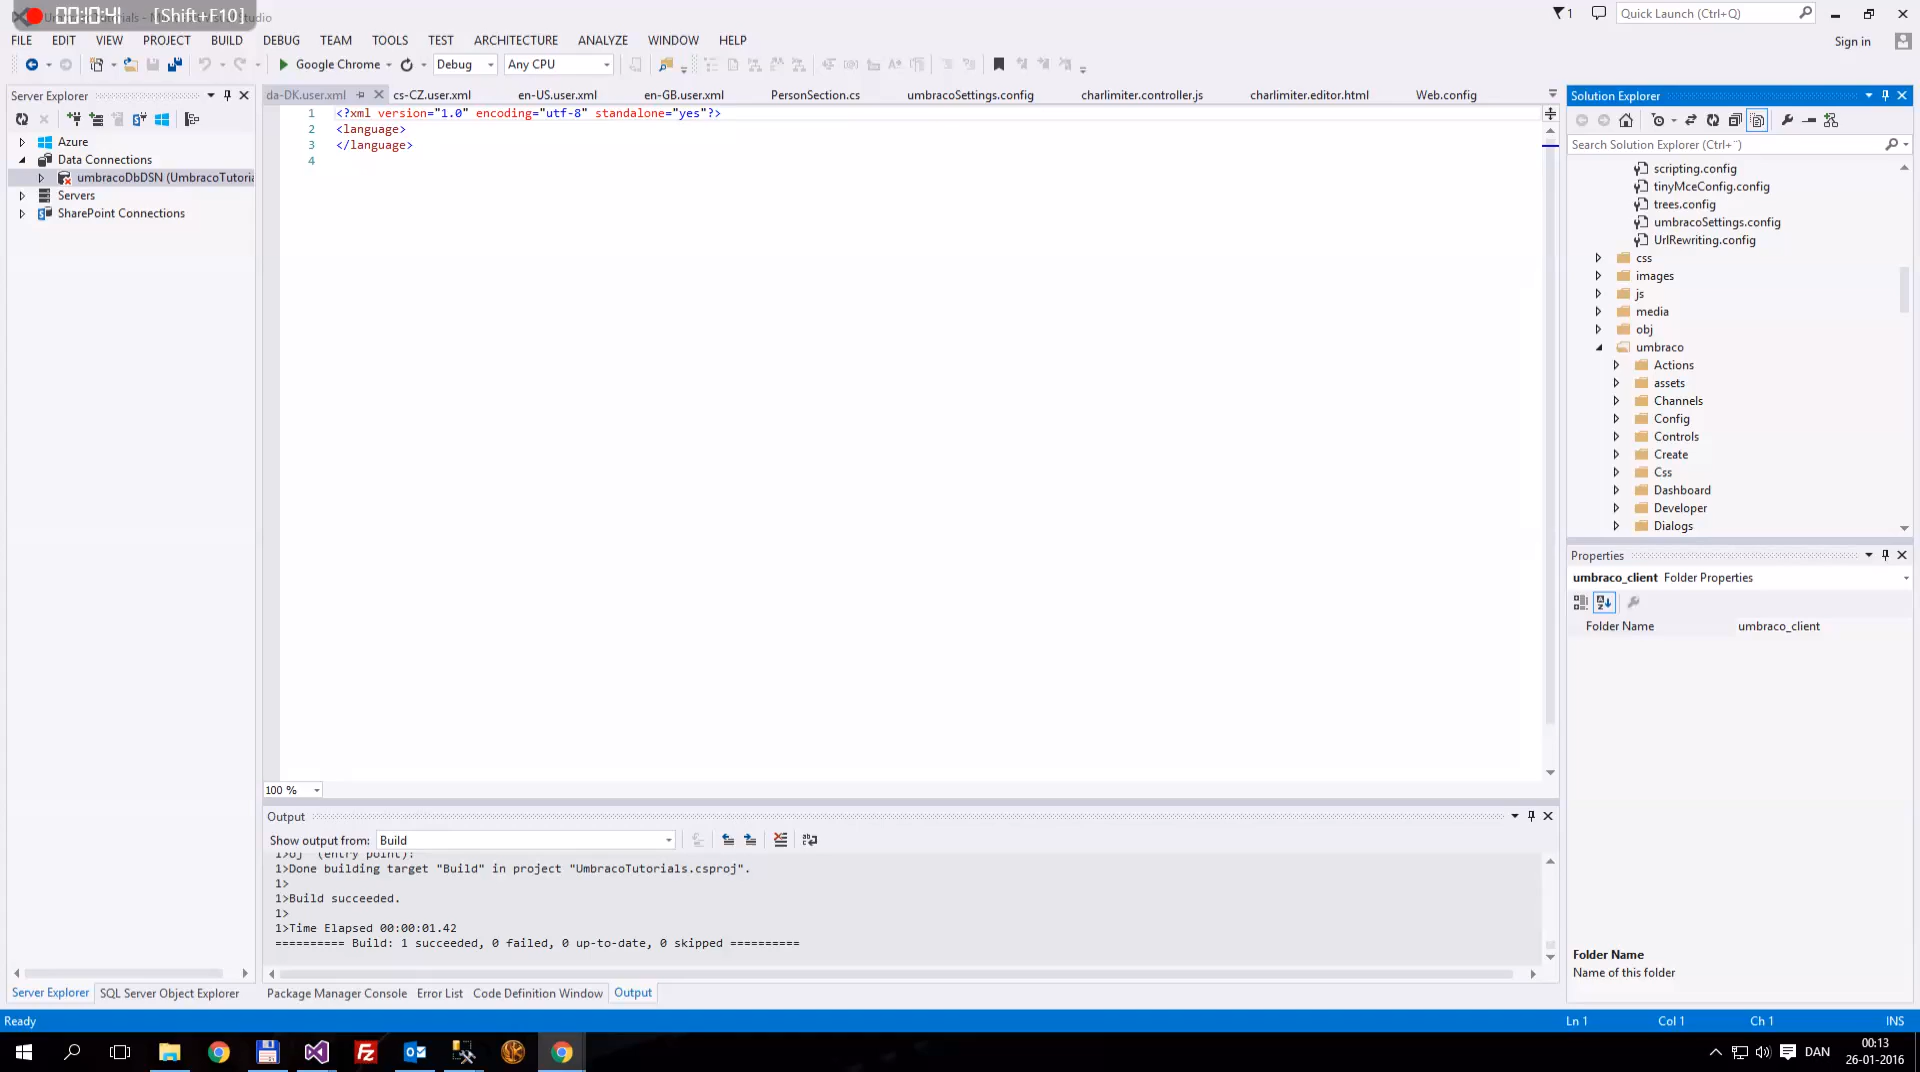 00:10:41 [Shift+F10]
Quick Launch (Ctrl+Q)
FILE EDIT VIEW PROJECT BUILD DEBUG TEAM TOOLS TEST ARCHITECTURE ANALYZE WINDOW HELP
Sign in
Google Chrome Debug Any CPU
Server Explorer
Azure
Data Connections
umbracoDbDSN (UmbracoTutoria
Servers
SharePoint Connections
da-DK.user.xml cs-CZ.user.xml en-US.user.xml en-GB.user.xml PersonSection.cs umbracoSettings.config charlimiter.controller.js charlimiter.editor.html Web.config
1 <?xml version="1.0" encoding="utf-8" standalone="yes"?>
2 <language>
3 </language>
4
100 %
Output
Show output from: Build
1>Done building target "Build" in project "UmbracoTutorials.csproj".
1>
1>Build succeeded.
1>
1>Time Elapsed 00:00:01.42
========== Build: 1 succeeded, 0 failed, 0 up-to-date, 0 skipped ==========
Server Explorer SQL Server Object Explorer
Package Manager Console Error List Code Definition Window Output
Solution Explorer
Search Solution Explorer (Ctrl+¨)
scripting.config
tinyMceConfig.config
trees.config
umbracoSettings.config
UrlRewriting.config
css
images
js
media
obj
umbraco
Actions
assets
Channels
Config
Controls
Create
Css
Dashboard
Developer
Dialogs
Properties
umbraco_client Folder Properties
Folder Name umbraco_client
Folder Name
Name of this folder
Ready Ln 1 Col 1 Ch 1 INS
DAN
00:13
26-01-2016